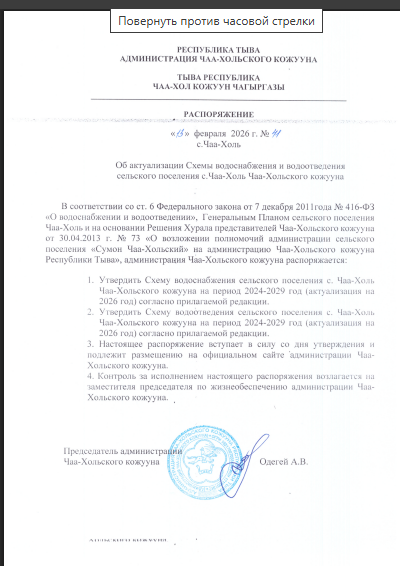 Повернуть против часовой стрелки
РЕСПУБЛИКА ТЫВА
АДМИНИСТРАЦИЯ ЧАА-ХОЛЬСКОГО КОЖУУНА
ТЫВА РЕСПУБЛИКА
ЧАА-ХОЛ КОЖУУН ЧАГЫРГАЗЫ
РАСПОРЯЖЕНИЕ
«13» февраля 2026 г. №
с.Чаа-Холь
Об актуализации Схемы водоснабжения и водоотведения
сельского поселения с.Чаа-Холь Чаа-Хольского кожууна
В соответствии со ст. 6 Федерального закона от 7 декабря 2011года № 416-ФЗ
«О водоснабжении и водоотведении», Генеральным Планом сельского поселения
Чаа-Холь и на основании Решения Хурала представителей Чаа-Хольского кожууна
от 30.04.2013 г. № 73 «О возложении полномочий администрации сельского
поселения «Сумон Чаа-Хольский» на администрацию Чаа-Хольского кожууна
Республики Тыва», администрация Чаа-Хольского кожууна распоряжается:
1. Утвердить Схему водоснабжения сельского поселения с. Чаа-Холь
Чаа-Хольского кожууна на период 2024-2029 год (актуализация на
2026 год) согласно прилагаемой редакции.
2. Утвердить Схему водоотведения сельского поселения с. Чаа-Холь
Чаа-Хольского кожууна на период 2024-2029 год (актуализация на
2026 год) согласно прилагаемой редакции.
3. Настоящее распоряжение вступает в силу со дня утверждения и
подлежит размещению на официальном сайте администрации Чаа-
Хольского кожууна.
4. Контроль за исполнением настоящего распоряжения возлагается на
заместителя председателя по жизнеобеспечению администрации Чаа-
Хольского кожууна.
Председатель администрации
Чаа-Хольского кожууна Одегей А.В.